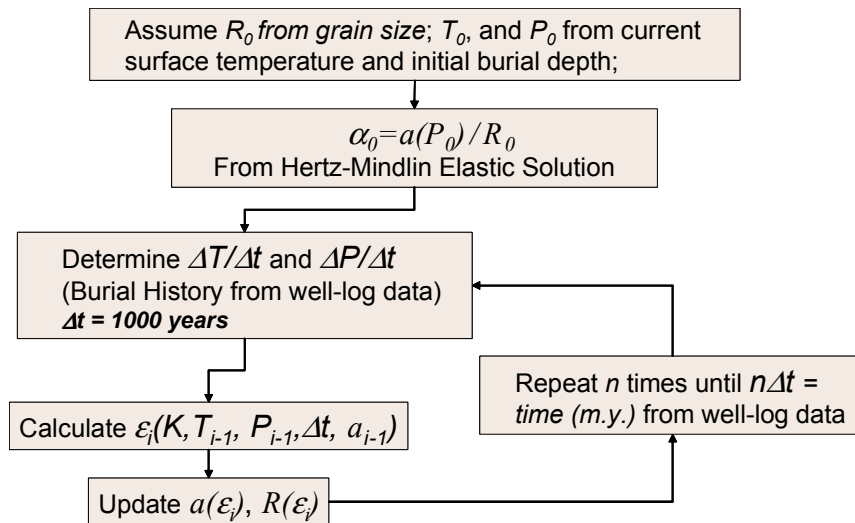 Assume R₀ from grain size; T₀, and P₀ from current
surface temperature and initial burial depth;
α₀=a(P₀)/R₀
From Hertz-Mindlin Elastic Solution
Determine ΔT/Δt and ΔP/Δt
(Burial History from well-log data)
Δt = 1000 years
Repeat n times until nΔt =
time (m.y.) from well-log data
Calculate εᵢ(K,Tᵢ₋₁, Pᵢ₋₁,Δt, aᵢ₋₁)
Update a(εᵢ), R(εᵢ)